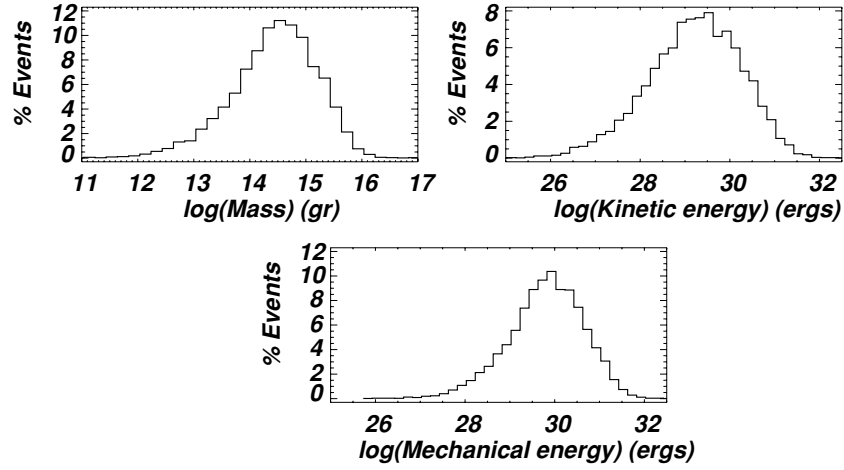 12
10
8
6
4
2
0
% Events
11 12 13 14 15 16 17
log(Mass) (gr)
8
6
4
2
0
% Events
26 28 30 32
log(Kinetic energy) (ergs)
12
10
8
6
4
2
0
% Events
26 28 30 32
log(Mechanical energy) (ergs)